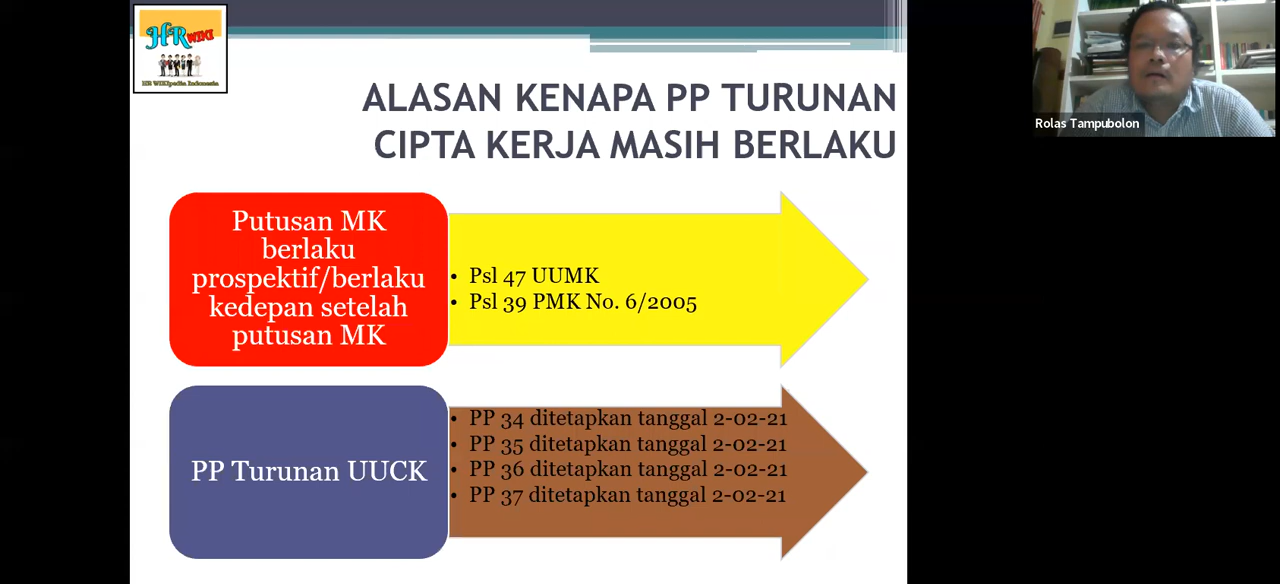 HR WIKI
HR WIKIpedia Indonesia
ALASAN KENAPA PP TURUNAN
CIPTA KERJA MASIH BERLAKU
Putusan MK
berlaku
prospektif/berlaku
kedepan setelah
putusan MK
• Psl 47 UUMK
• Psl 39 PMK No. 6/2005
PP Turunan UUCK
• PP 34 ditetapkan tanggal 2-02-21
• PP 35 ditetapkan tanggal 2-02-21
• PP 36 ditetapkan tanggal 2-02-21
• PP 37 ditetapkan tanggal 2-02-21
Rolas Tampubolon